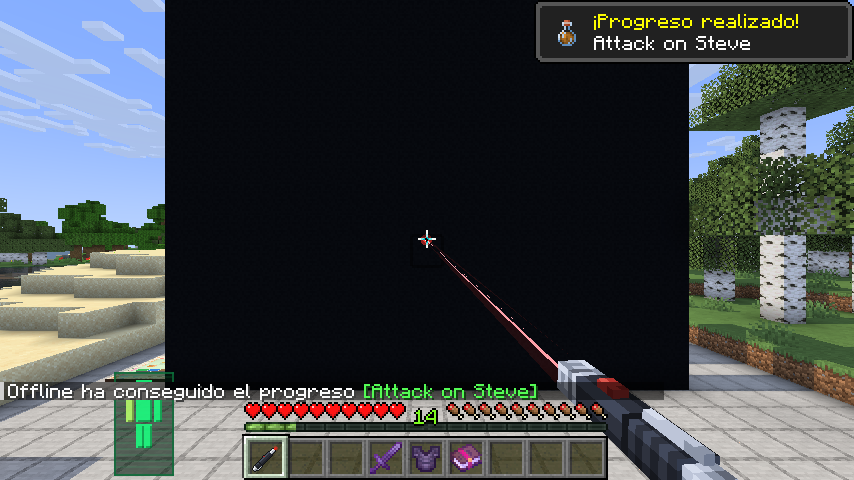 ¡Progreso realizado!
Attack on Steve
Offline ha conseguido el progreso [Attack on Steve]
14